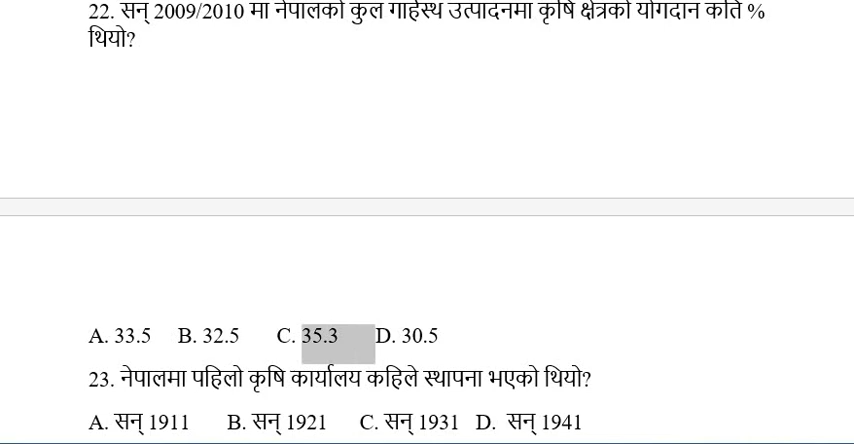 22. सन् 2009/2010 मा नेपालको कुल गार्हस्थ उत्पादनमा कृषि क्षेत्रको योगदान कति %
थियो?
A. 33.5 B. 32.5 C. 35.3 D. 30.5
23. नेपालमा पहिलो कृषि कार्यालय कहिले स्थापना भएको थियो?
A. सन् 1911 B. सन् 1921 C. सन् 1931 D. सन् 1941